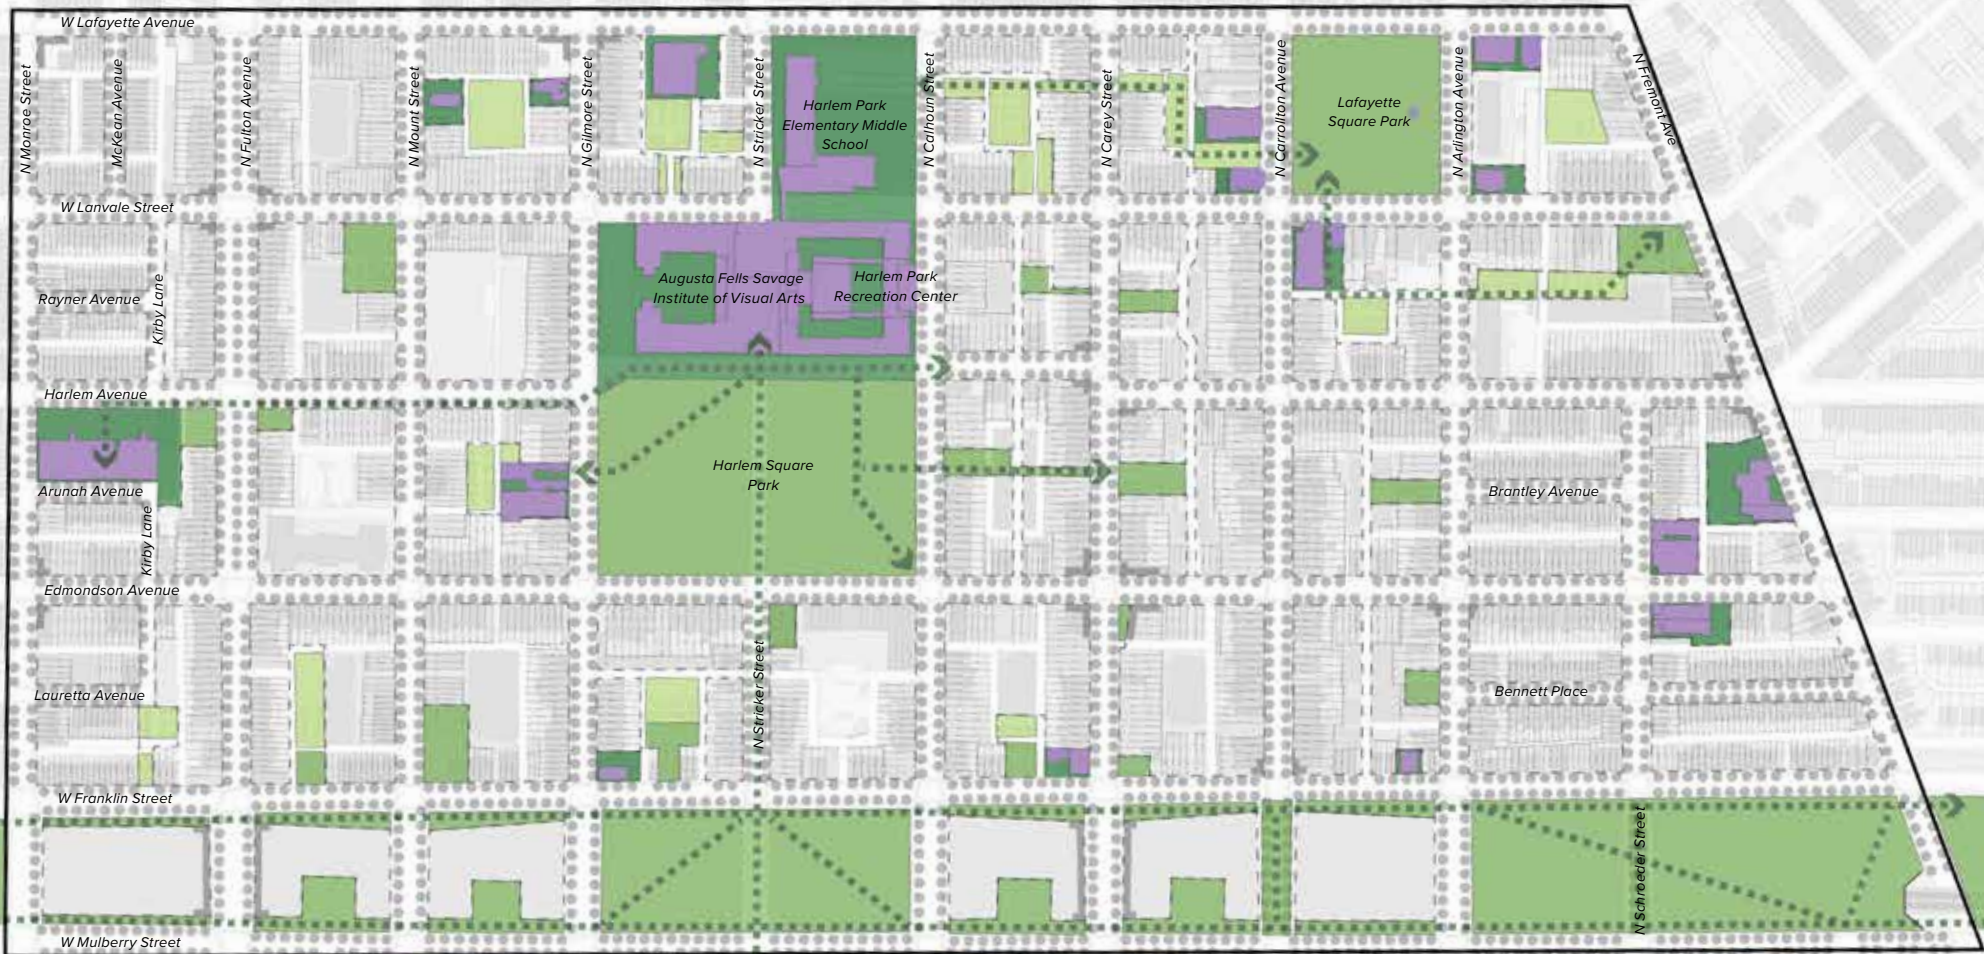 W Lafayette Avenue
N Monroe Street
McKean Avenue
N Fulton Avenue
N Mount Street
N Gilmore Street
N Stricker Street
Harlem Park
Elementary Middle
School
N Calhoun Street
N Carey Street
N Carrollton Avenue
Lafayette
Square Park
N Arlington Avenue
N Fremont Ave
W Lanvale Street
Rayner Avenue
Kirby Lane
Augusta Fells Savage
Institute of Visual Arts
Harlem Park
Recreation Center
Harlem Avenue
Harlem Square
Park
Arunah Avenue
Brantley Avenue
Kirby Lane
Edmondson Avenue
Lauretta Avenue
N Stricker Street
Bennett Place
W Franklin Street
N Schroeder Street
W Mulberry Street